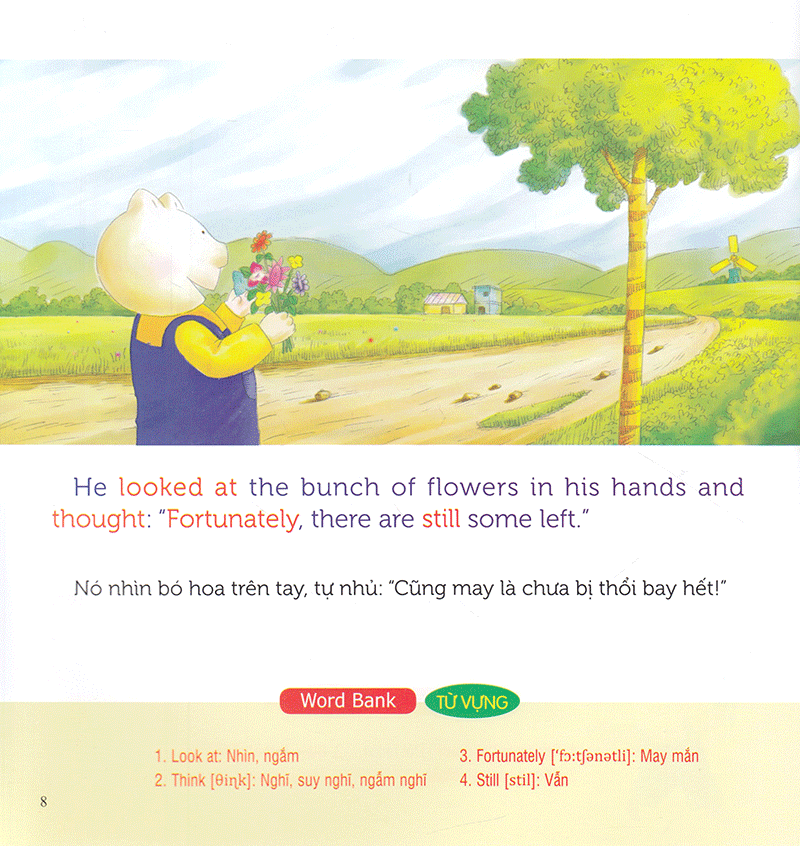 He looked at the bunch of flowers in his hands and
thought: “Fortunately, there are still some left.”
Nó nhìn bó hoa trên tay, tự nhủ: “Cũng may là chưa bị thổi bay hết!”
Word Bank TỪ VỰNG
1. Look at: Nhìn, ngắm
2. Think [θiɳk]: Nghĩ, suy nghĩ, ngẫm nghĩ
3. Fortunately [‘fɔ:tʃənətli]: May mắn
4. Still [stil]: Vẫn
8